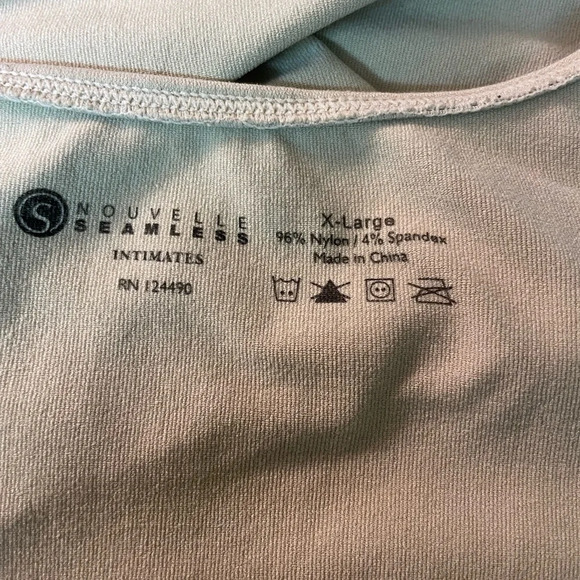 S
NOUVELLE
SEAMLESS
INTIMATES
RN 124490
X-Large
96% Nylon / 4% Spandex
Made in China